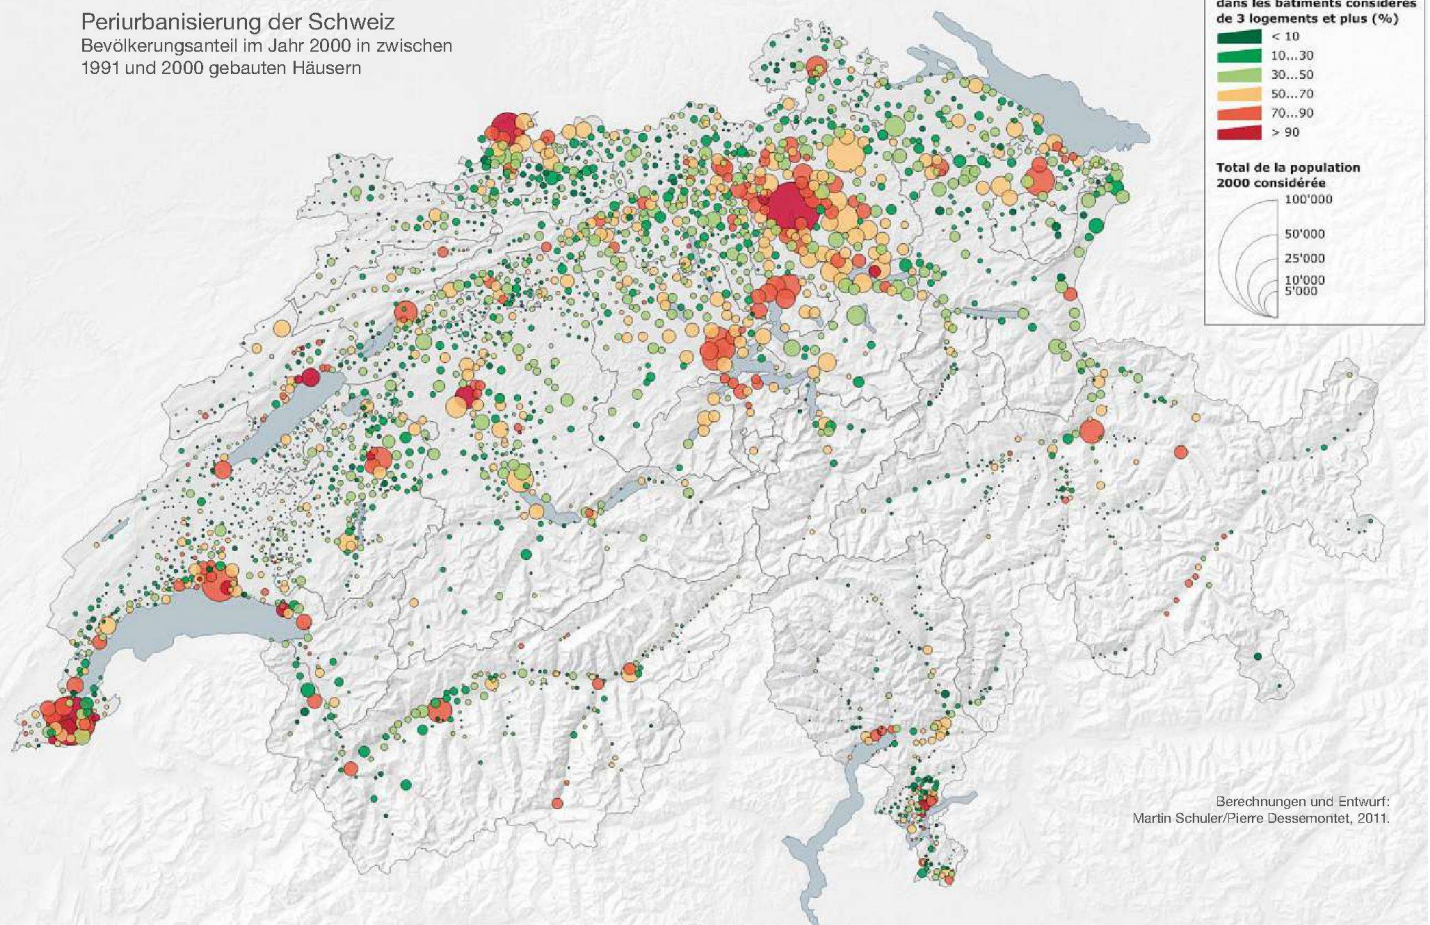 Periurbanisierung der Schweiz
Bevölkerungsanteil im Jahr 2000 in zwischen
1991 und 2000 gebauten Häusern
dans les bâtiments considérés
de 3 logements et plus (%)
< 10
10...30
30...50
50...70
70...90
> 90
Total de la population
2000 considérée
100'000
50'000
25'000
10'000
5'000
Berechnungen und Entwurf:
Martin Schuler/Pierre Dessemontet, 2011.